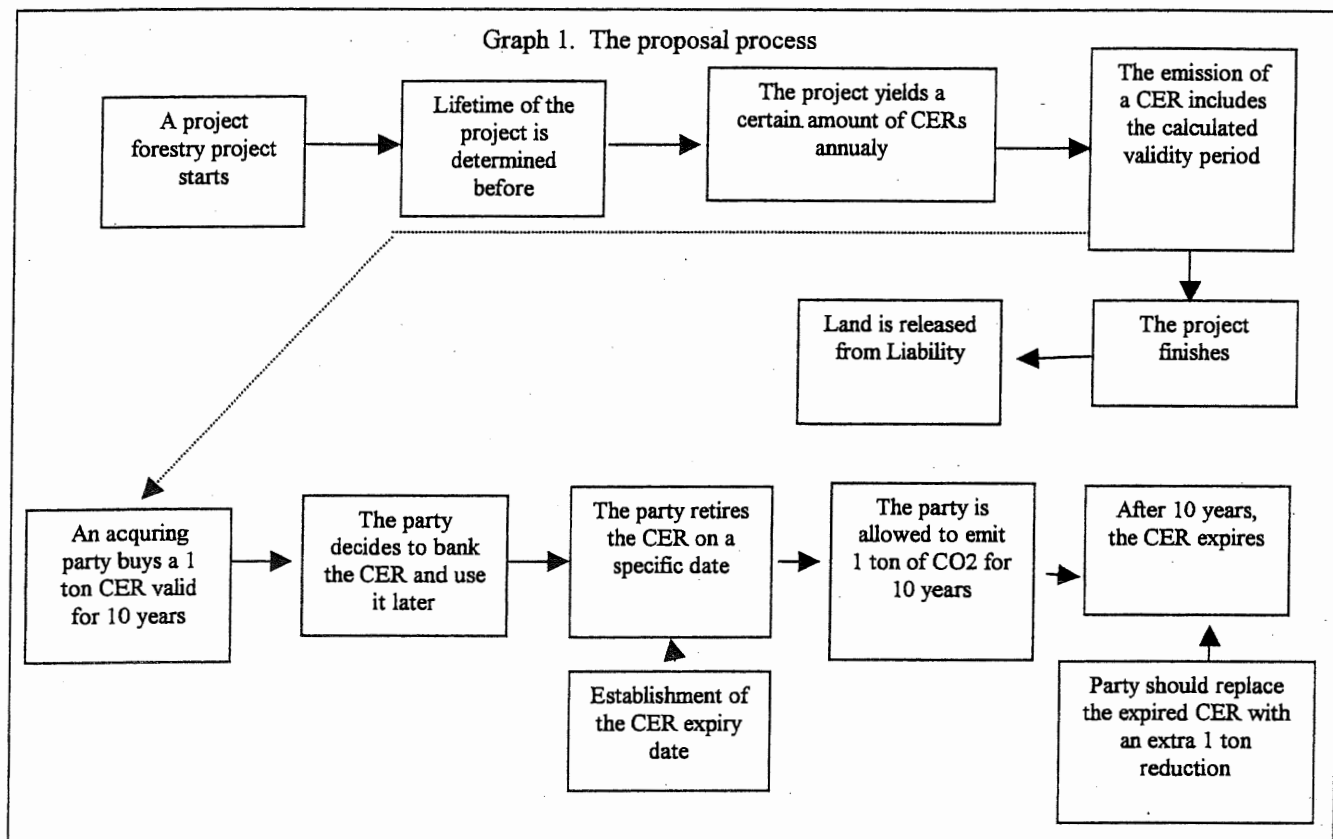 Graph 1. The proposal process
A project
forestry project
starts
Lifetime of the
project is
determined
before
The project yields a
certain amount of CERs
annualy
The emission of
a CER includes
the calculated
validity period
The project
finishes
Land is released
from Liability
An acquring
party buys a 1
ton CER valid
for 10 years
The party
decides to bank
the CER and use
it later
The party retires
the CER on a
specific date
Establishment of
the CER expiry
date
The party is
allowed to emit
1 ton of CO2 for
10 years
After 10 years,
the CER expires
Party should replace
the expired CER with
an extra 1 ton
reduction